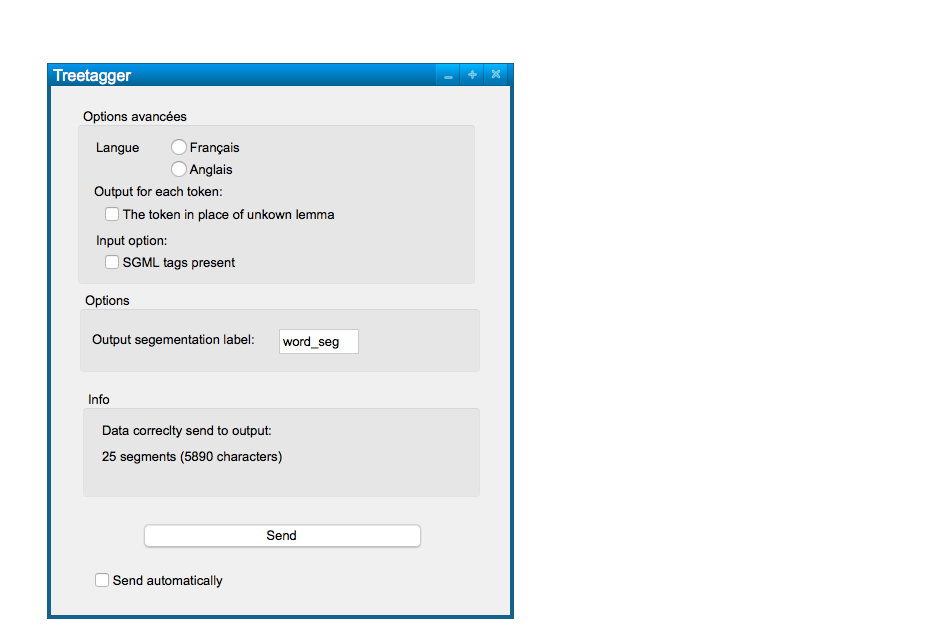 Treetagger
Options avancées
Langue Français
Anglais
Output for each token:
The token in place of unkown lemma
Input option:
SGML tags present
Options
Output segementation label: word_seg
Info
Data correclty send to output:
25 segments (5890 characters)
Send
Send automatically